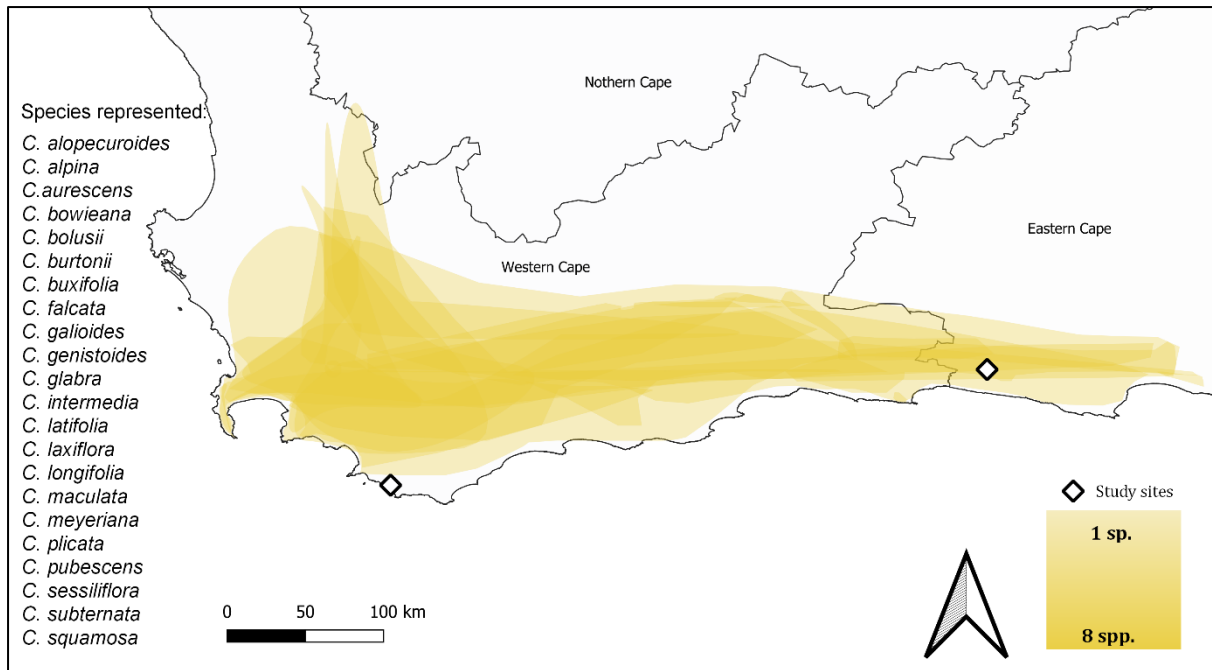 Nothern Cape
Eastern Cape
Western Cape
Species represented:
C. alopecuroides
C. alpina
C.aurescens
C. bowieana
C. bolusii
C. burtonii
C. buxifolia
C. falcata
C. galioides
C. genistoides
C. glabra
C. intermedia
C. latifolia
C. laxiflora
C. longifolia
C. maculata
C. meyeriana
C. plicata
C. pubescens
C. sessiliflora
C. subternata
C. squamosa
0 50 100 km
Study sites
1 sp.
8 spp.